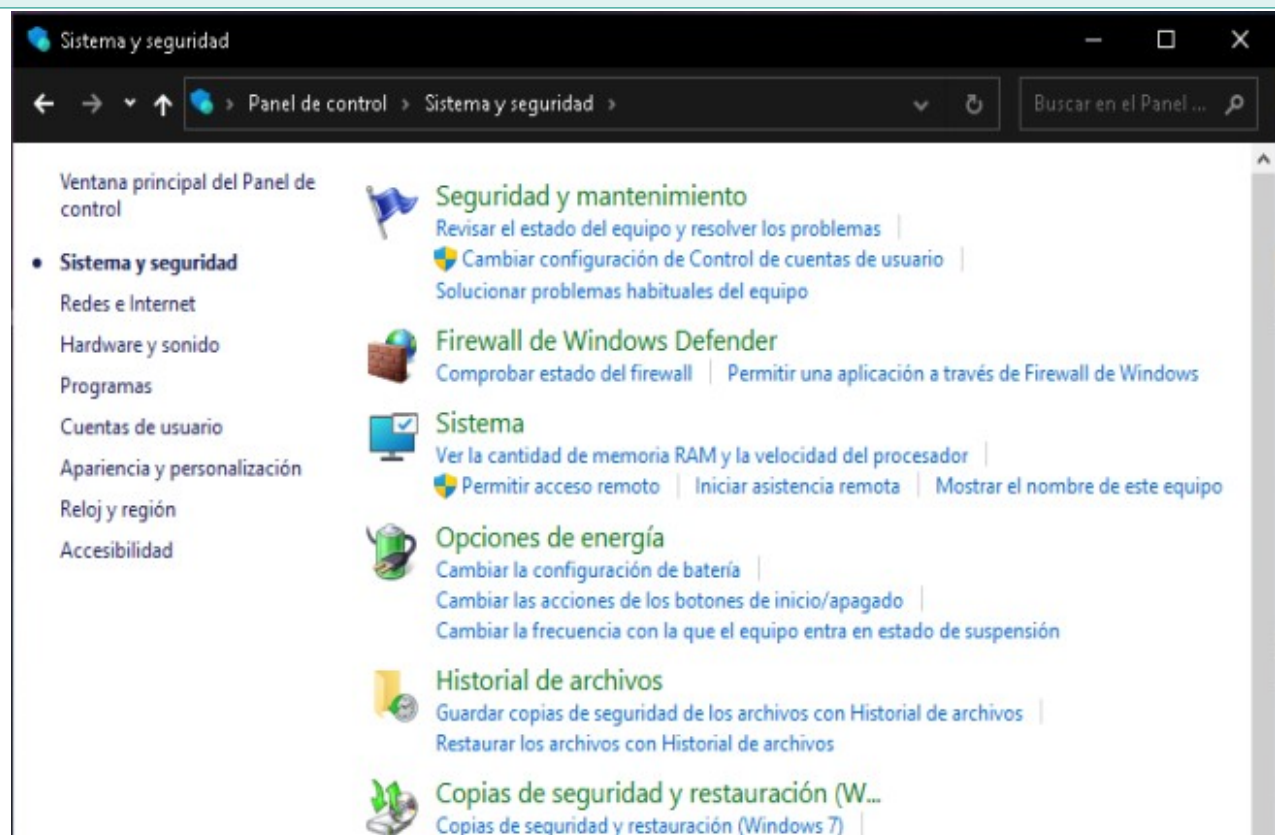 Sistema y seguridad
Panel de control > Sistema y seguridad >
Buscar en el Panel ...
Ventana principal del Panel de
control
Sistema y seguridad
Redes e Internet
Hardware y sonido
Programas
Cuentas de usuario
Apariencia y personalización
Reloj y región
Accesibilidad
Seguridad y mantenimiento
Revisar el estado del equipo y resolver los problemas
Cambiar configuración de Control de cuentas de usuario
Solucionar problemas habituales del equipo
Firewall de Windows Defender
Comprobar estado del firewall Permitir una aplicación a través de Firewall de Windows
Sistema
Ver la cantidad de memoria RAM y la velocidad del procesador
Permitir acceso remoto Iniciar asistencia remota Mostrar el nombre de este equipo
Opciones de energía
Cambiar la configuración de batería
Cambiar las acciones de los botones de inicio/apagado
Cambiar la frecuencia con la que el equipo entra en estado de suspensión
Historial de archivos
Guardar copias de seguridad de los archivos con Historial de archivos
Restaurar los archivos con Historial de archivos
Copias de seguridad y restauración (W...
Copias de seguridad y restauración (Windows 7)